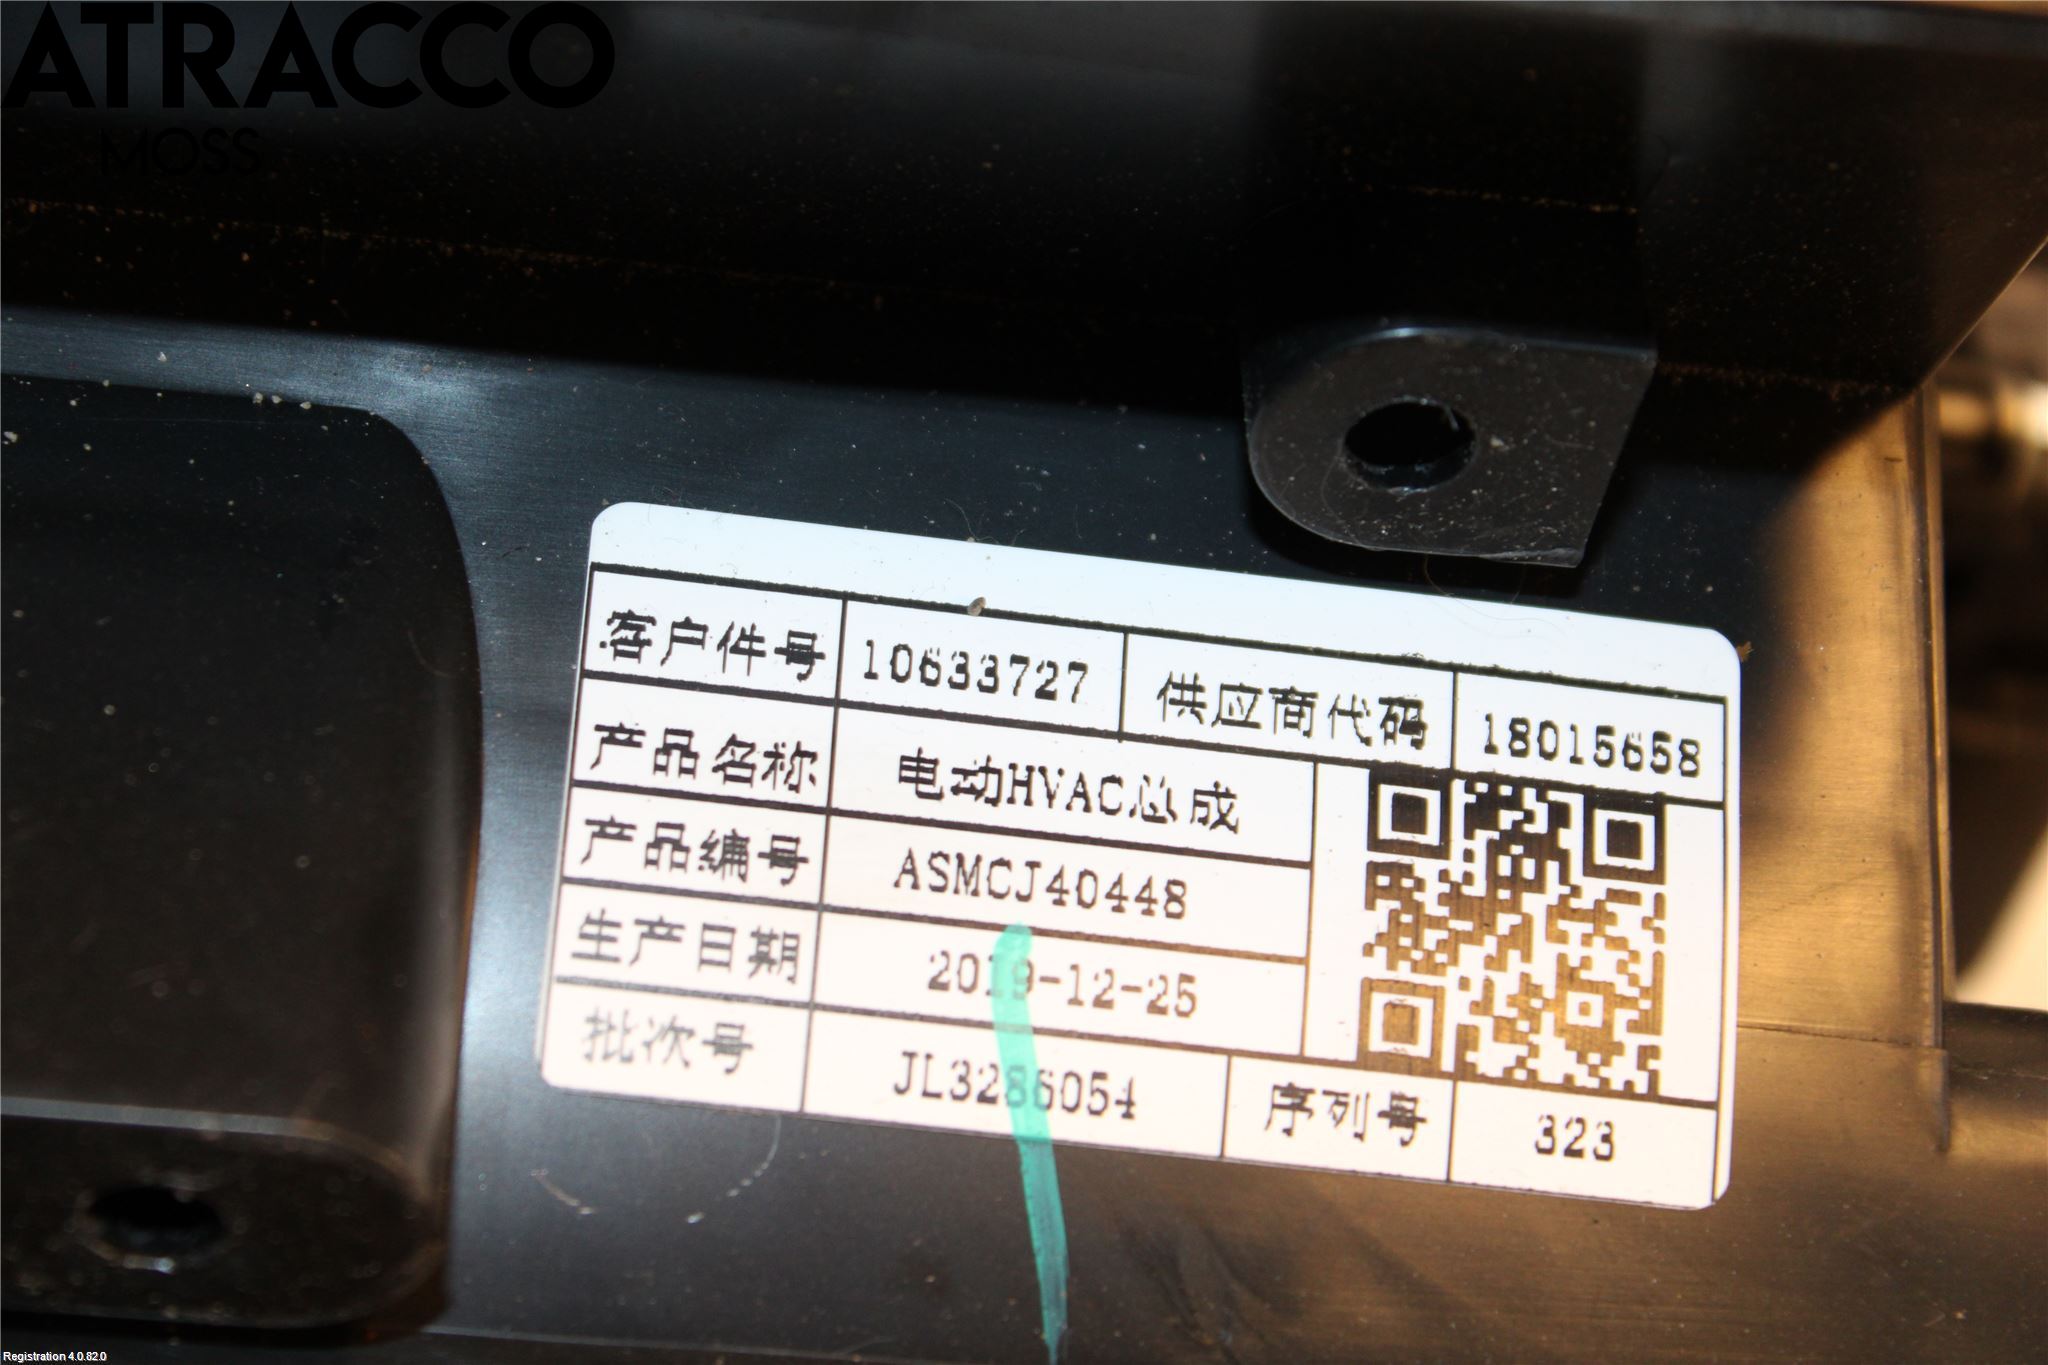 ATRACCO
MOSS
客户件号 10633727 供应商代码 18015658
产品名称 电动HVAC总成
产品编号 ASMCJ40448
生产日期 2019-12-25
批次号 JL3286054 序列号 323
Registration 4.0.82.0